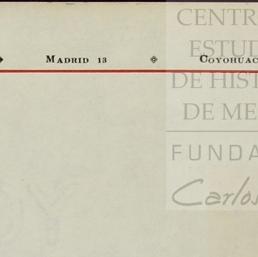 CENTR
ESTUD
MADRID 13 COYOHUAC
DE HIST
DE ME
FUNDA
Carlos